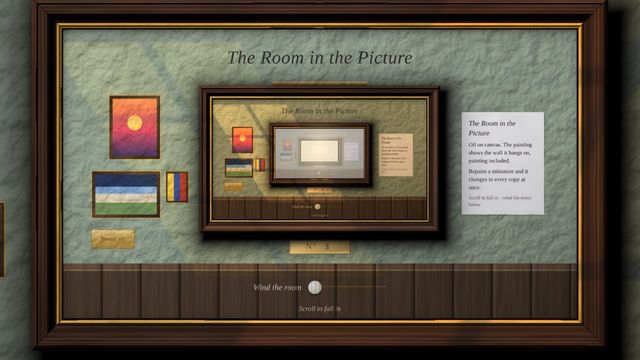 The Room in the Picture
The Room in the
Picture
Oil on canvas. The painting
shows the wall it hangs on,
painting included.
Repaint a miniature and it
changes in every copy at
once.
Scroll to fall in · wind the room
below
Sound off
The Room in the Picture
Nº 3
Wind the room
Scroll to fall in